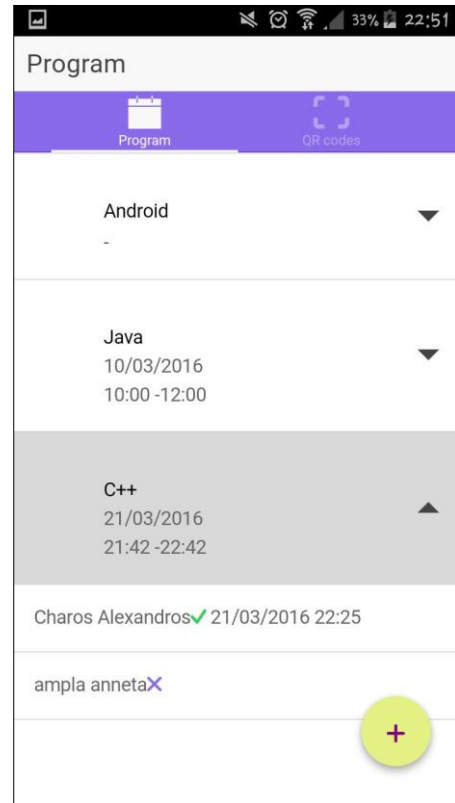 33% 22:51
Program
Program QR codes
Android
-
Java
10/03/2016
10:00 -12:00
C++
21/03/2016
21:42 -22:42
Charos Alexandros✓ 21/03/2016 22:25
ampla anneta✕
+